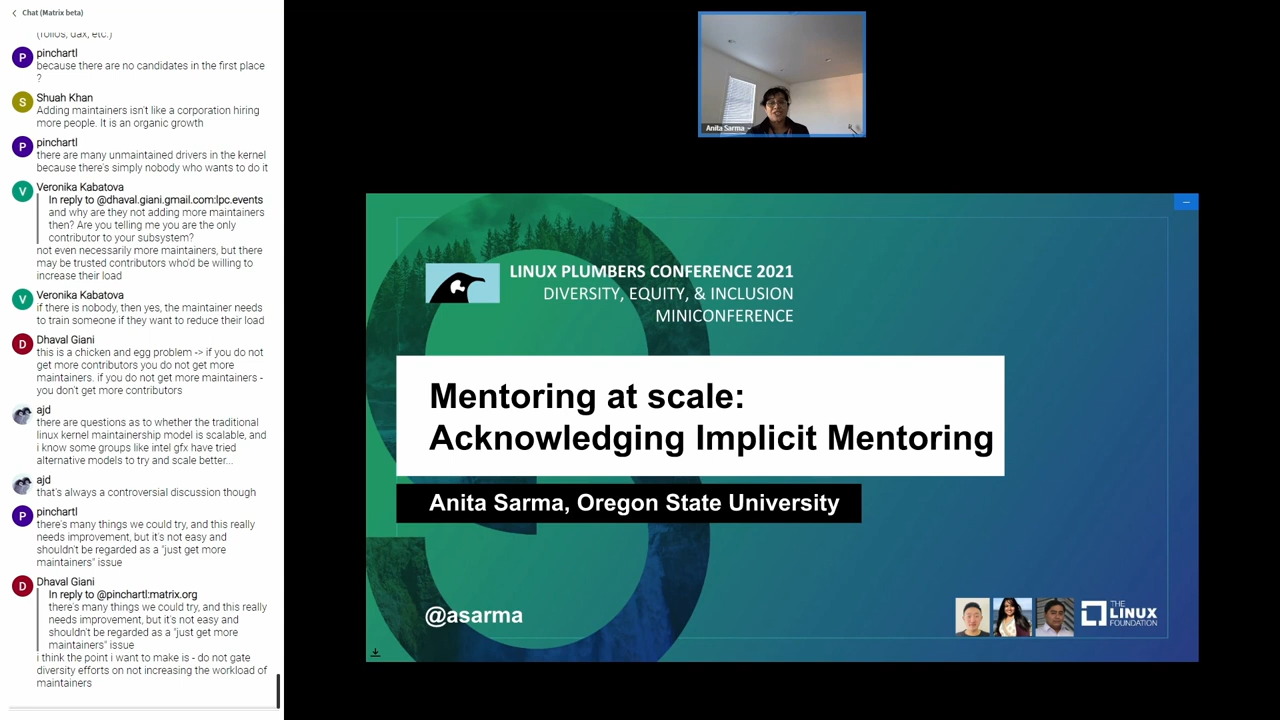 Chat (Matrix beta)
(folios, dax, etc.)
P
pinchartl
because there are no candidates in the first place
?
S
Shuah Khan
Adding maintainers isn't like a corporation hiring
more people. It is an organic growth
P
pinchartl
there are many unmaintained drivers in the kernel
because there's simply nobody who wants to do it
V
Veronika Kabatova
In reply to @dhaval.giani.gmail.com:lpc.events
and why are they not adding more maintainers
then? Are you telling me you are the only
contributor to your subsystem?
not even necessarily more maintainers, but there
may be trusted contributors who'd be willing to
increase their load
V
Veronika Kabatova
if there is nobody, then yes, the maintainer needs
to train someone if they want to reduce their load
D
Dhaval Giani
this is a chicken and egg problem -> if you do not
get more contributors you do not get more
maintainers. if you do not get more maintainers -
you don't get more contributors
ajd
there are questions as to whether the traditional
linux kernel maintainership model is scalable, and
i know some groups like intel gfx have tried
alternative models to try and scale better...
ajd
that's always a controversial discussion though
P
pinchartl
there's many things we could try, and this really
needs improvement, but it's not easy and
shouldn't be regarded as a "just get more
maintainers" issue
D
Dhaval Giani
In reply to @pinchartl:matrix.org
there's many things we could try, and this really
needs improvement, but it's not easy and
shouldn't be regarded as a "just get more
maintainers" issue
i think the point i want to make is - do not gate
diversity efforts on not increasing the workload of
maintainers
Anita Sarma
LINUX PLUMBERS CONFERENCE 2021
DIVERSITY, EQUITY, & INCLUSION
MINICONFERENCE
Mentoring at scale:
Acknowledging Implicit Mentoring
Anita Sarma, Oregon State University
@asarma
THE
LINUX
FOUNDATION